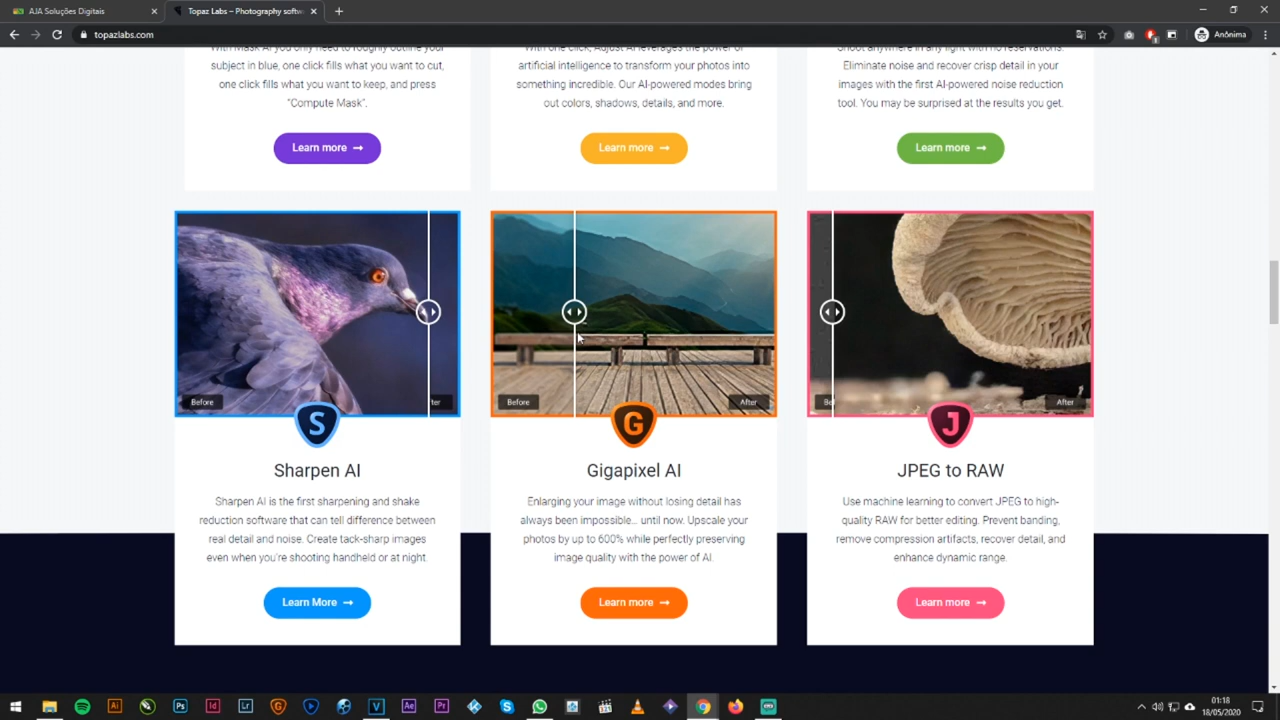 AJA Soluções Digitais
Topaz Labs – Photography softw
topazlabs.com
Anônima
With Mask AI you only need to roughly outline your
subject in blue, one click fills what you want to cut,
one click fills what you want to keep, and press
“Compute Mask”.
Learn more →
With one click, Adjust AI leverages the power of
artificial intelligence to transform your photos into
something incredible. Our AI-powered modes bring
out colors, shadows, details, and more.
Learn more →
Shoot anywhere in any light with no reservations.
Eliminate noise and recover crisp detail in your
images with the first AI-powered noise reduction
tool. You may be surprised at the results you get.
Learn more →
Before
ter
S
Sharpen AI
Sharpen AI is the first sharpening and shake
reduction software that can tell difference between
real detail and noise. Create tack-sharp images
even when you're shooting handheld or at night.
Learn More →
Before
After
G
Gigapixel AI
Enlarging your image without losing detail has
always been impossible... until now. Upscale your
photos by up to 600% while perfectly preserving
image quality with the power of AI.
Learn more →
Be
After
J
JPEG to RAW
Use machine learning to convert JPEG to high-
quality RAW for better editing. Prevent banding,
remove compression artifacts, recover detail, and
enhance dynamic range.
Learn more →
Ai
Ps
Id
Lr
G
V
Ae
Pr
01:18
18/05/2020